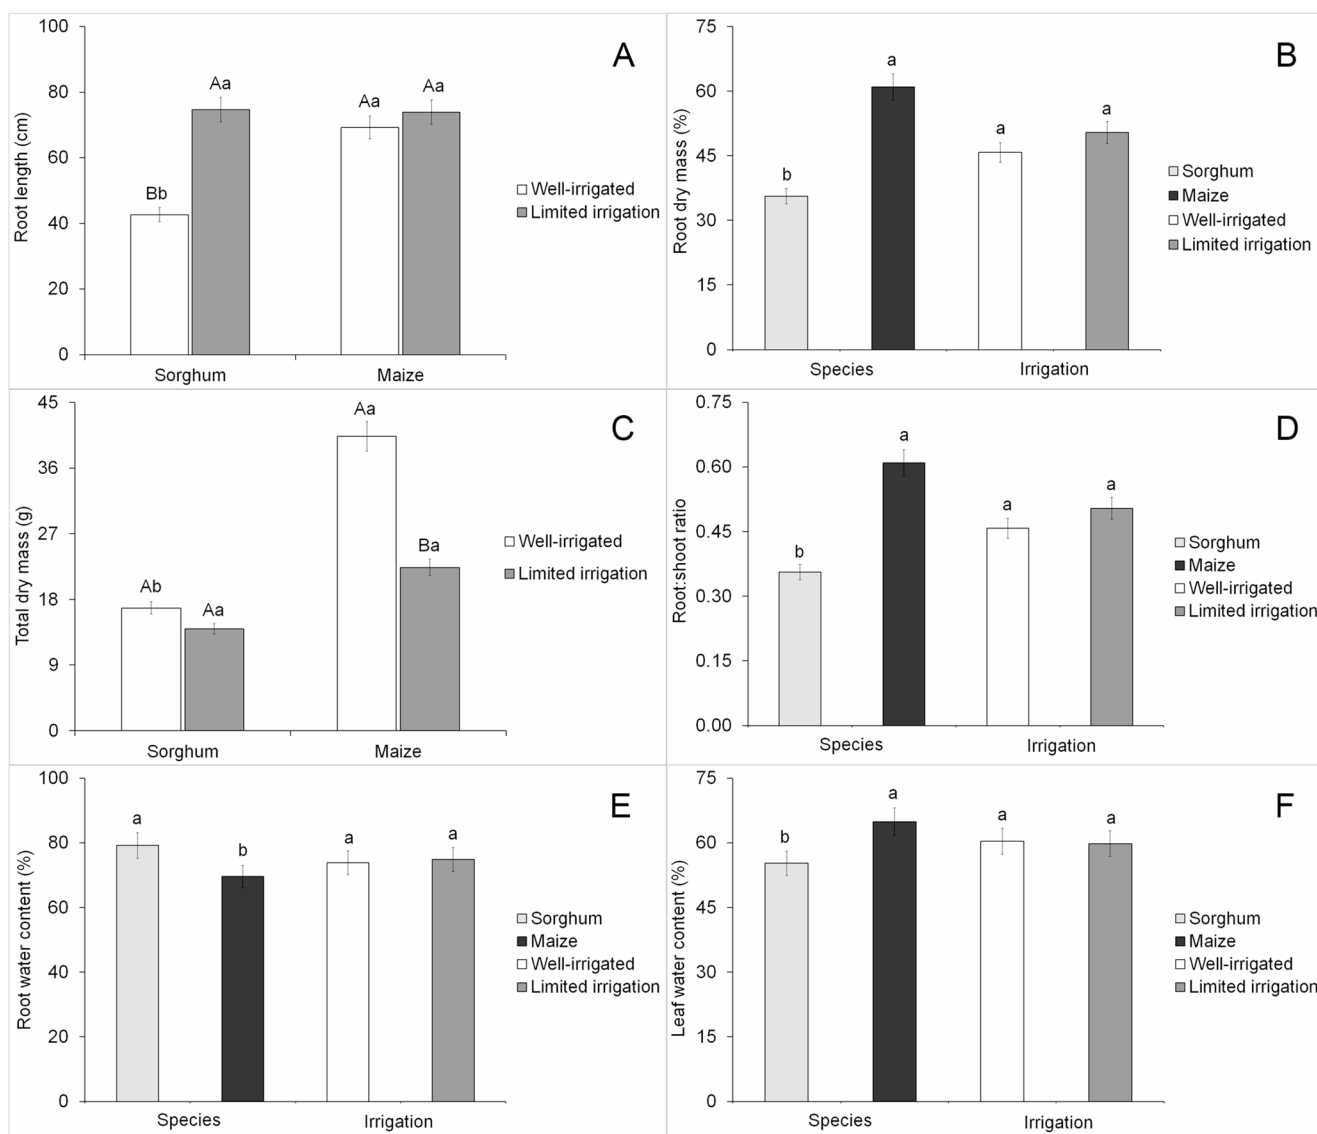 A
Root length (cm)
100
80
60
40
20
0
Bb
Aa
Aa
Aa
Sorghum
Maize
Well-irrigated
Limited irrigation
B
Root dry mass (%)
75
60
45
30
15
0
b
a
a
a
Species
Irrigation
Sorghum
Maize
Well-irrigated
Limited irrigation
C
Total dry mass (g)
45
36
27
18
9
0
Ab
Aa
Aa
Ba
Sorghum
Maize
Well-irrigated
Limited irrigation
D
Root:shoot ratio
0.75
0.60
0.45
0.30
0.15
0.00
b
a
a
a
Species
Irrigation
Sorghum
Maize
Well-irrigated
Limited irrigation
E
Root water content (%)
100
80
60
40
20
0
a
b
a
a
Species
Irrigation
Sorghum
Maize
Well-irrigated
Limited irrigation
F
Leaf water content (%)
75
60
45
30
15
0
b
a
a
a
Species
Irrigation
Sorghum
Maize
Well-irrigated
Limited irrigation